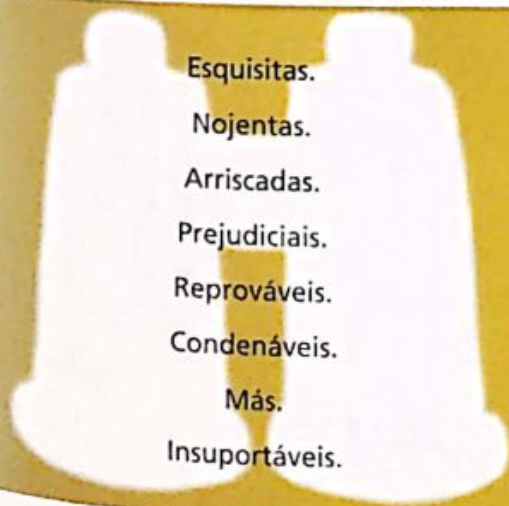 Esquisitas.
Nojentas.
Arriscadas.
Prejudiciais.
Reprováveis.
Condenáveis.
Más.
Insuportáveis.